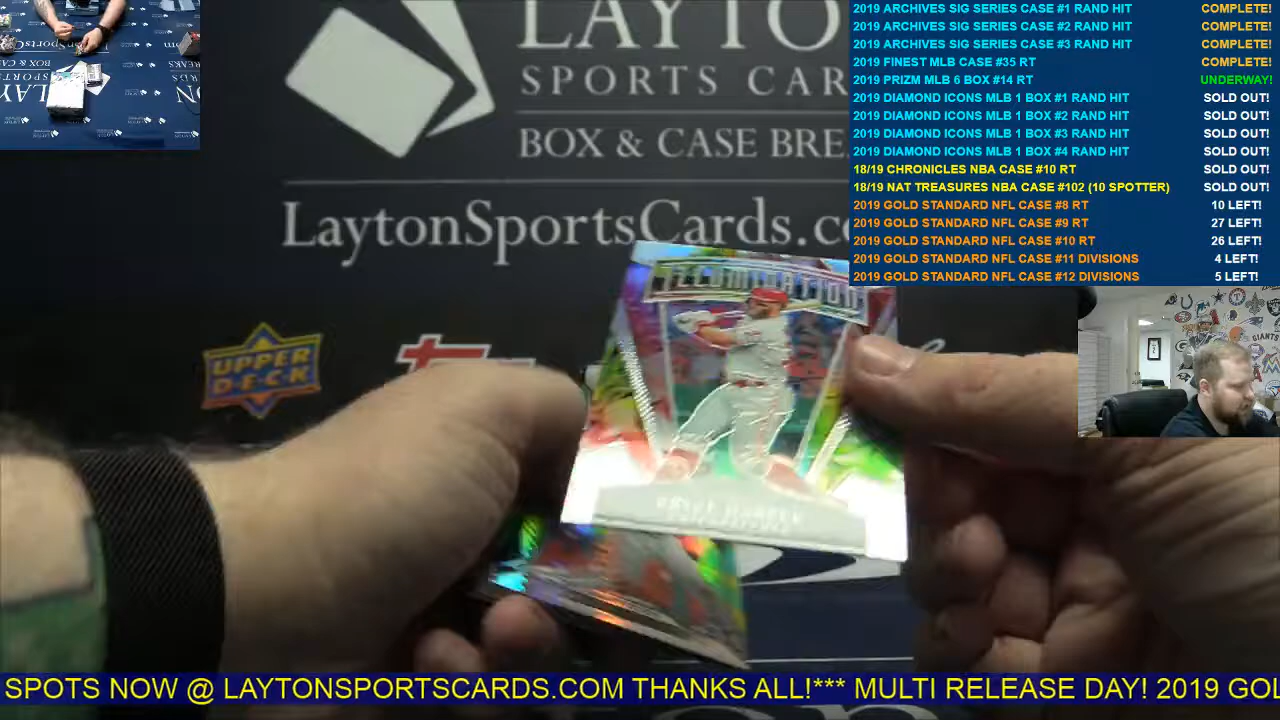 LAYTO
SPORTS CAR
BOX & CASE BRE
LaytonSportsCards.co
UPPER
DECK
ILLUMINATION
2019 ARCHIVES SIG SERIES CASE #1 RAND HIT COMPLETE!
2019 ARCHIVES SIG SERIES CASE #2 RAND HIT COMPLETE!
2019 ARCHIVES SIG SERIES CASE #3 RAND HIT COMPLETE!
2019 FINEST MLB CASE #35 RT COMPLETE!
2019 PRIZM MLB 6 BOX #14 RT UNDERWAY!
2019 DIAMOND ICONS MLB 1 BOX #1 RAND HIT SOLD OUT!
2019 DIAMOND ICONS MLB 1 BOX #2 RAND HIT SOLD OUT!
2019 DIAMOND ICONS MLB 1 BOX #3 RAND HIT SOLD OUT!
2019 DIAMOND ICONS MLB 1 BOX #4 RAND HIT SOLD OUT!
18/19 CHRONICLES NBA CASE #10 RT SOLD OUT!
18/19 NAT TREASURES NBA CASE #102 (10 SPOTTER) SOLD OUT!
2019 GOLD STANDARD NFL CASE #8 RT 10 LEFT!
2019 GOLD STANDARD NFL CASE #9 RT 27 LEFT!
2019 GOLD STANDARD NFL CASE #10 RT 26 LEFT!
2019 GOLD STANDARD NFL CASE #11 DIVISIONS 4 LEFT!
2019 GOLD STANDARD NFL CASE #12 DIVISIONS 5 LEFT!
GIANTS
SPOTS NOW @ LAYTONSPORTSCARDS.COM THANKS ALL!*** MULTI RELEASE DAY! 2019 GOL